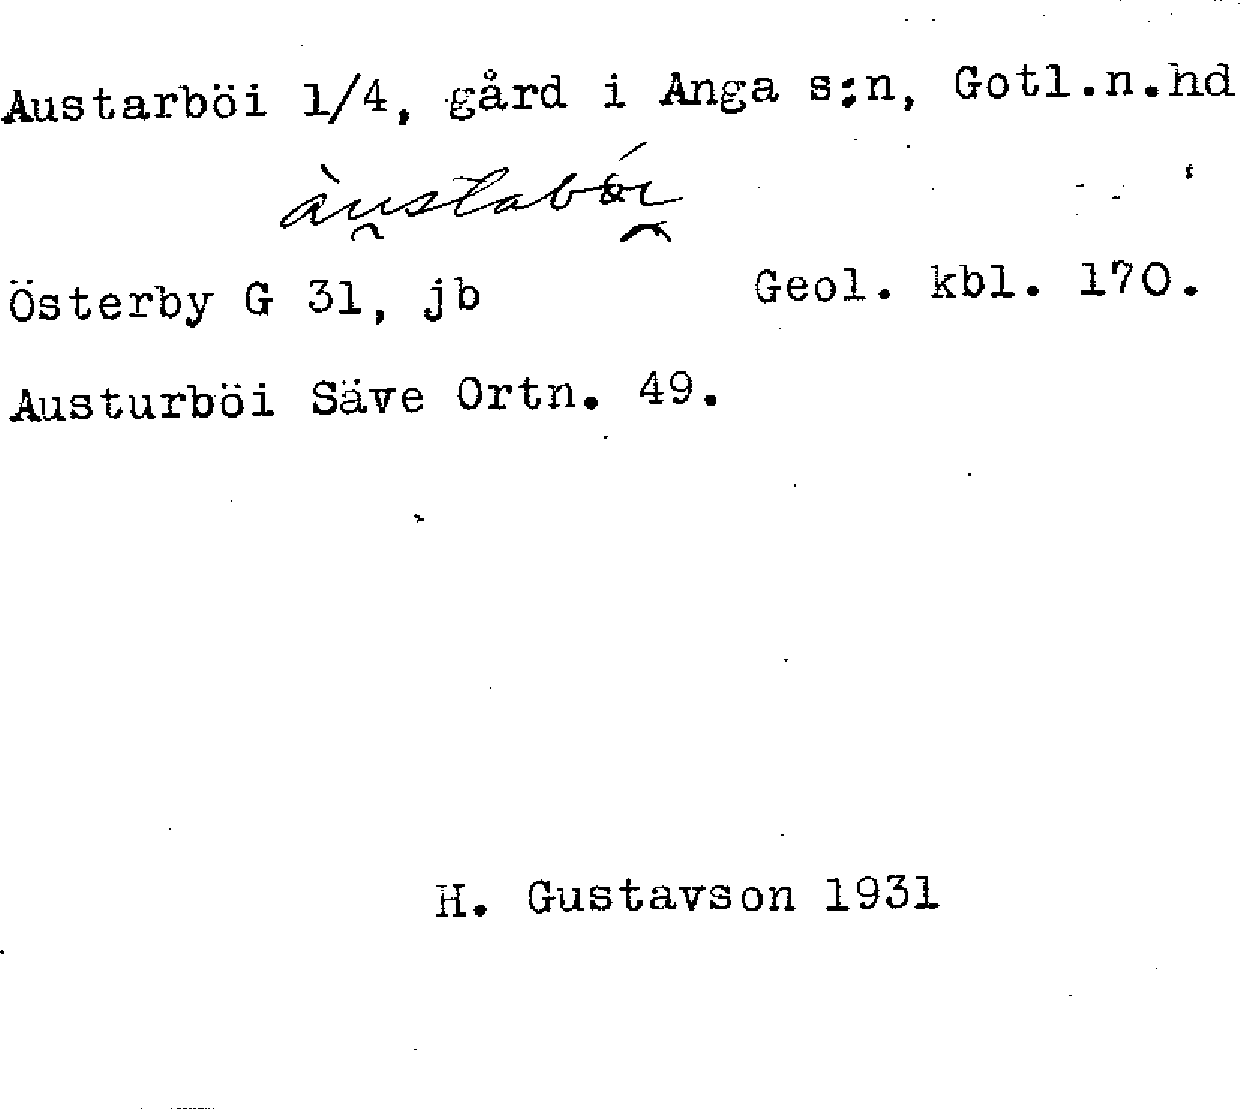 Austarböi 1/4, gård i Anga s:n, Gotl.n.hd
Österby G 31, jb Geol. kbl. 170.
Austurböi Säve Ortn. 49.
H. Gustavson 1931